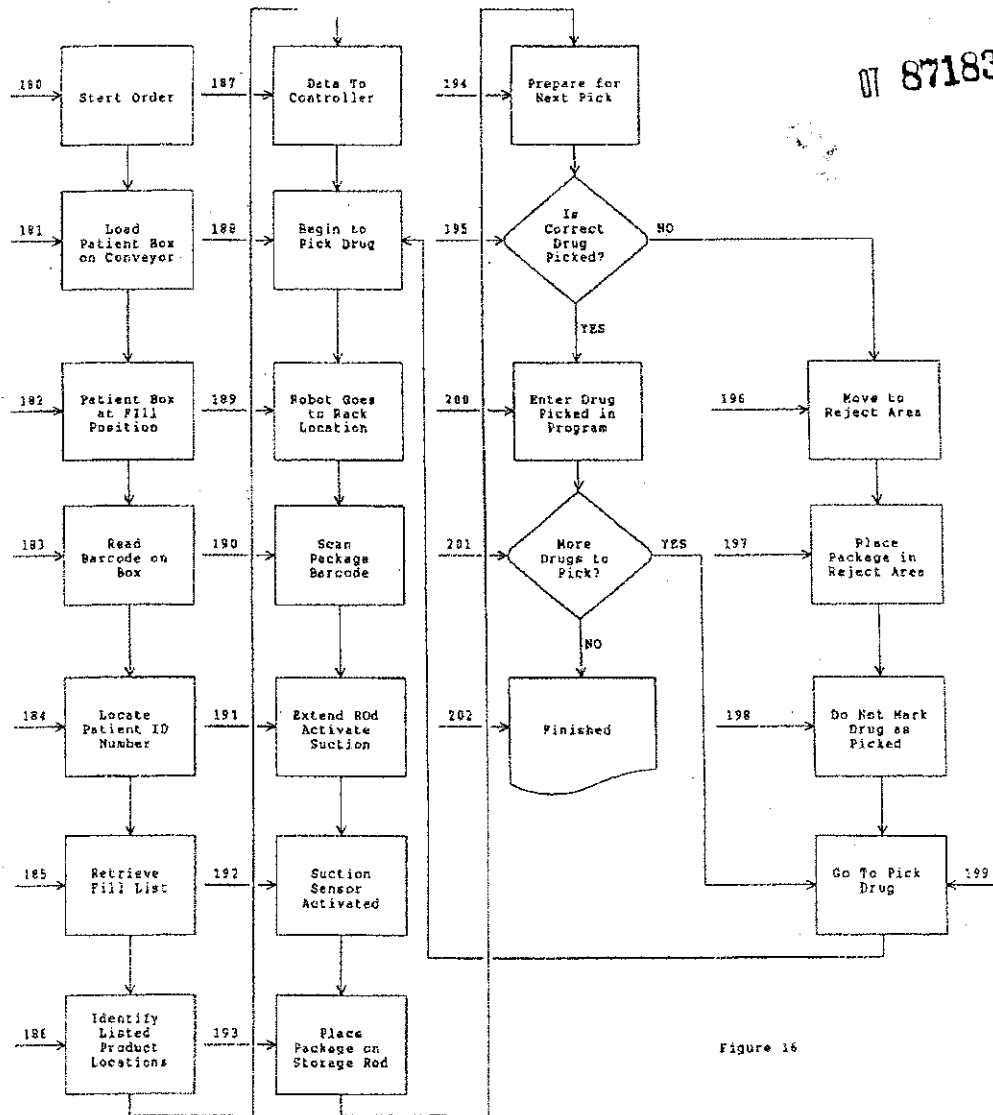 07 87183
180
Start Order
181
Load
Patient Box
on Conveyor
182
Patient Box
at Fill
Position
183
Read
Barcode on
Box
184
Locate
Patient ID
Number
185
Retrieve
Fill List
186
Identify
Listed
Product
Locations
187
Data To
Controller
188
Begin to
Pick Drug
189
Robot Goes
to Rack
Location
190
Scan
Package
Barcode
191
Extend ROd
Activate
Suction
192
Suction
Sensor
Activated
193
Place
Package on
Storage Rod
194
Prepare for
Next Pick
195
Is
Correct
Drug
Picked?
NO
YES
200
Enter Drug
Picked in
Program
201
More
Drugs to
Pick?
YES
NO
202
Finished
196
Move to
Reject Area
197
Place
Package in
Reject Area
198
Do Not Mark
Drug as
Picked
Go To Pick
Drug
199
Figure 16